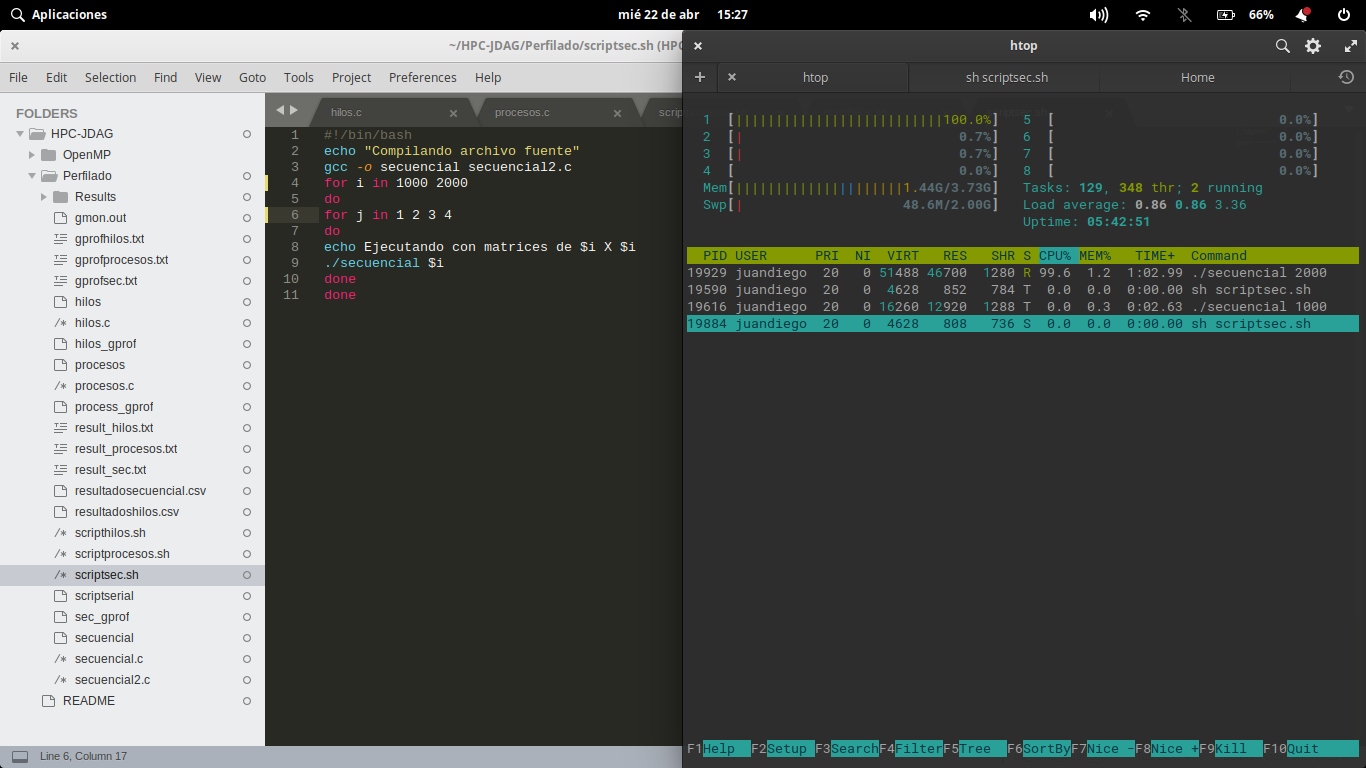 Aplicaciones
mié 22 de abr 15:27
66%
~/HPC-JDAG/Perfilado/scriptsec.sh (HPC
File Edit Selection Find View Goto Tools Project Preferences Help
FOLDERS
HPC-JDAG
OpenMP
Perfilado
Results
gmon.out
gprofhilos.txt
gprofprocesos.txt
gprofsec.txt
hilos
/* hilos.c
hilos_gprof
procesos
/* procesos.c
process_gprof
result_hilos.txt
result_procesos.txt
result_sec.txt
resultadosecuencial.csv
resultadoshilos.csv
/* scripthilos.sh
/* scriptprocesos.sh
/* scriptsec.sh
scriptserial
sec_gprof
secuencial
/* secuencial.c
/* secuencial2.c
README
Line 6, Column 17
hilos.c procesos.c scrip
1 #!/bin/bash
2 echo "Compilando archivo fuente"
3 gcc -o secuencial secuencial2.c
4 for i in 1000 2000
5 do
6 for j in 1 2 3 4
7 do
8 echo Ejecutando con matrices de $i X $i
9 ./secuencial $i
10 done
11 done
htop
htop sh scriptsec.sh Home
1 [||||||||||||||||||||||||||100.0%] 5 [ 0.0%]
2 [| 0.7%] 6 [ 0.0%]
3 [| 0.7%] 7 [ 0.0%]
4 [ 0.0%] 8 [ 0.0%]
Mem[|||||||||||||||||||||1.44G/3.73G] Tasks: 129, 348 thr; 2 running
Swp[| 48.6M/2.00G] Load average: 0.86 0.86 3.36
Uptime: 05:42:51
PID USER PRI NI VIRT RES SHR S CPU% MEM% TIME+ Command
19929 juandiego 20 0 51488 46700 1280 R 99.6 1.2 1:02.99 ./secuencial 2000
19590 juandiego 20 0 4628 852 784 T 0.0 0.0 0:00.00 sh scriptsec.sh
19616 juandiego 20 0 16260 12920 1288 T 0.0 0.3 0:02.63 ./secuencial 1000
19884 juandiego 20 0 4628 808 736 S 0.0 0.0 0:00.00 sh scriptsec.sh
F1Help F2Setup F3SearchF4FilterF5Tree F6SortByF7Nice -F8Nice +F9Kill F10Quit